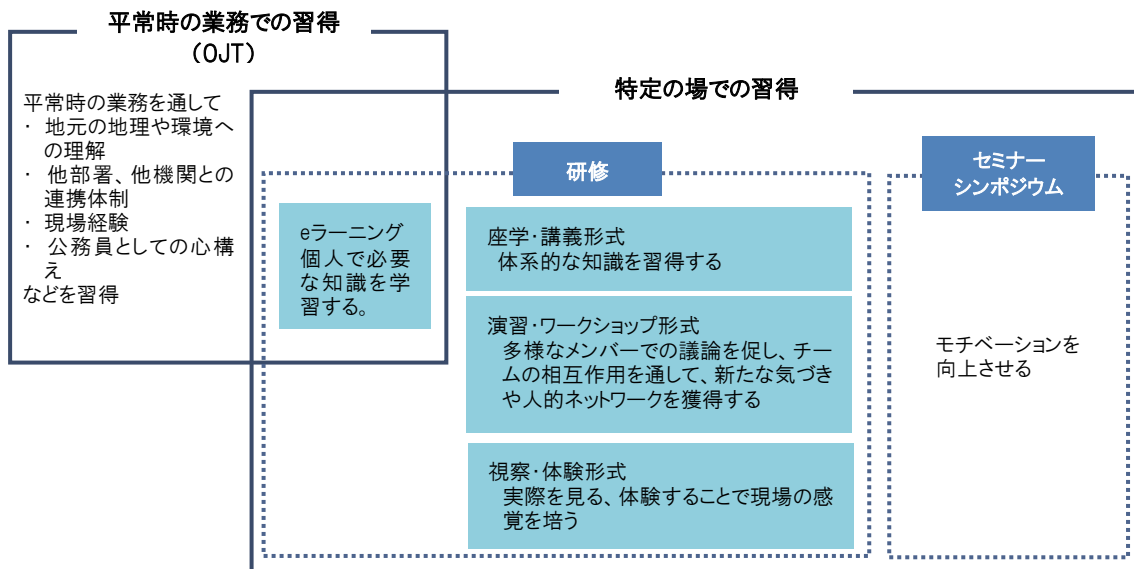 平常時の業務での習得
（OJT）
平常時の業務を通して
・ 地元の地理や環境へ
の理解
・ 他部署、他機関との
連携体制
・ 現場経験
・ 公務員としての心構
え
などを習得
特定の場での習得
研修
eラーニング
個人で必要
な知識を学
習する。
座学・講義形式
体系的な知識を習得する
演習・ワークショップ形式
多様なメンバーでの議論を促し、チー
ムの相互作用を通して、新たな気づき
や人的ネットワークを獲得する
視察・体験形式
実際を見る、体験することで現場の感
覚を培う
セミナー
シンポジウム
モチベーションを
向上させる